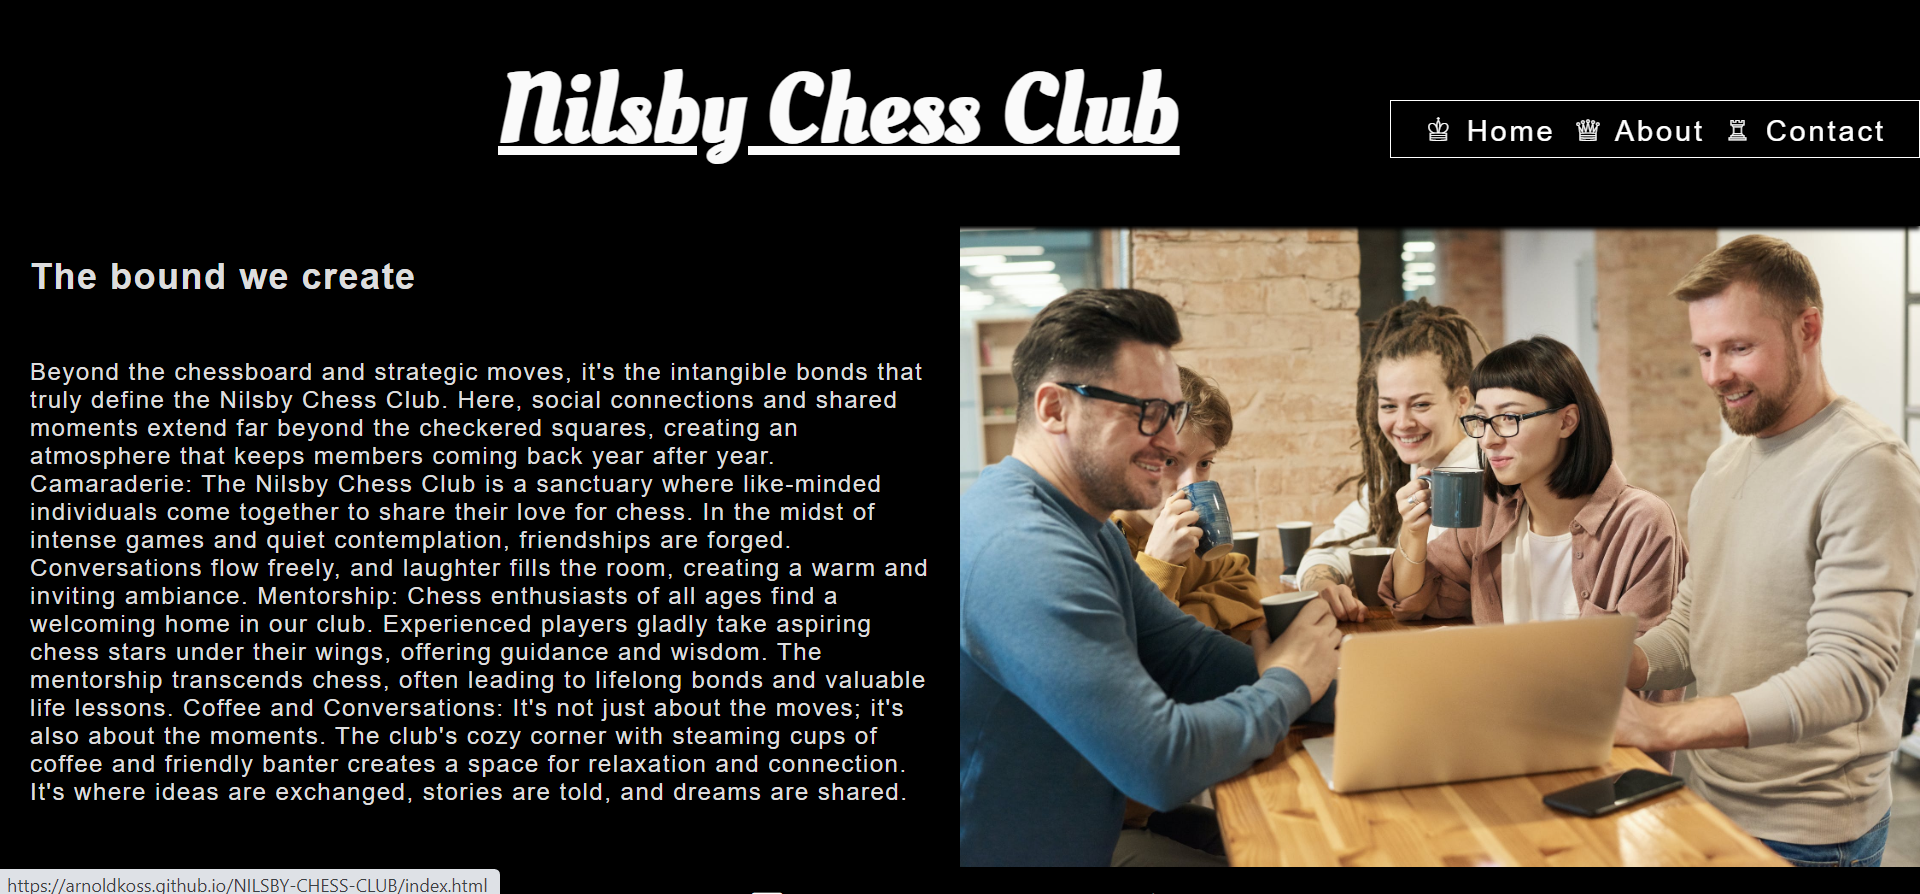 Nilsby Chess Club
♔ Home ♕ About ♖ Contact
The bound we create
Beyond the chessboard and strategic moves, it's the intangible bonds that
truly define the Nilsby Chess Club. Here, social connections and shared
moments extend far beyond the checkered squares, creating an
atmosphere that keeps members coming back year after year.
Camaraderie: The Nilsby Chess Club is a sanctuary where like-minded
individuals come together to share their love for chess. In the midst of
intense games and quiet contemplation, friendships are forged.
Conversations flow freely, and laughter fills the room, creating a warm and
inviting ambiance. Mentorship: Chess enthusiasts of all ages find a
welcoming home in our club. Experienced players gladly take aspiring
chess stars under their wings, offering guidance and wisdom. The
mentorship transcends chess, often leading to lifelong bonds and valuable
life lessons. Coffee and Conversations: It's not just about the moves; it's
also about the moments. The club's cozy corner with steaming cups of
coffee and friendly banter creates a space for relaxation and connection.
It's where ideas are exchanged, stories are told, and dreams are shared.
https://arnoldkoss.github.io/NILSBY-CHESS-CLUB/index.html